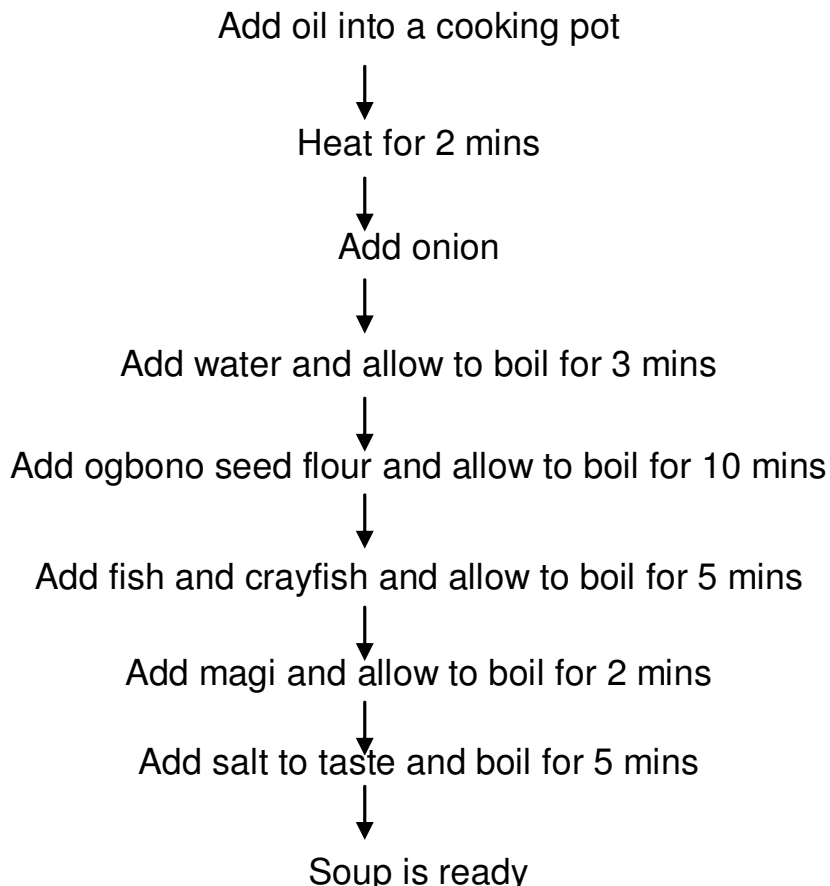 Add oil into a cooking pot
Heat for 2 mins
Add onion
Add water and allow to boil for 3 mins
Add ogbono seed flour and allow to boil for 10 mins
Add fish and crayfish and allow to boil for 5 mins
Add magi and allow to boil for 2 mins
Add salt to taste and boil for 5 mins
Soup is ready